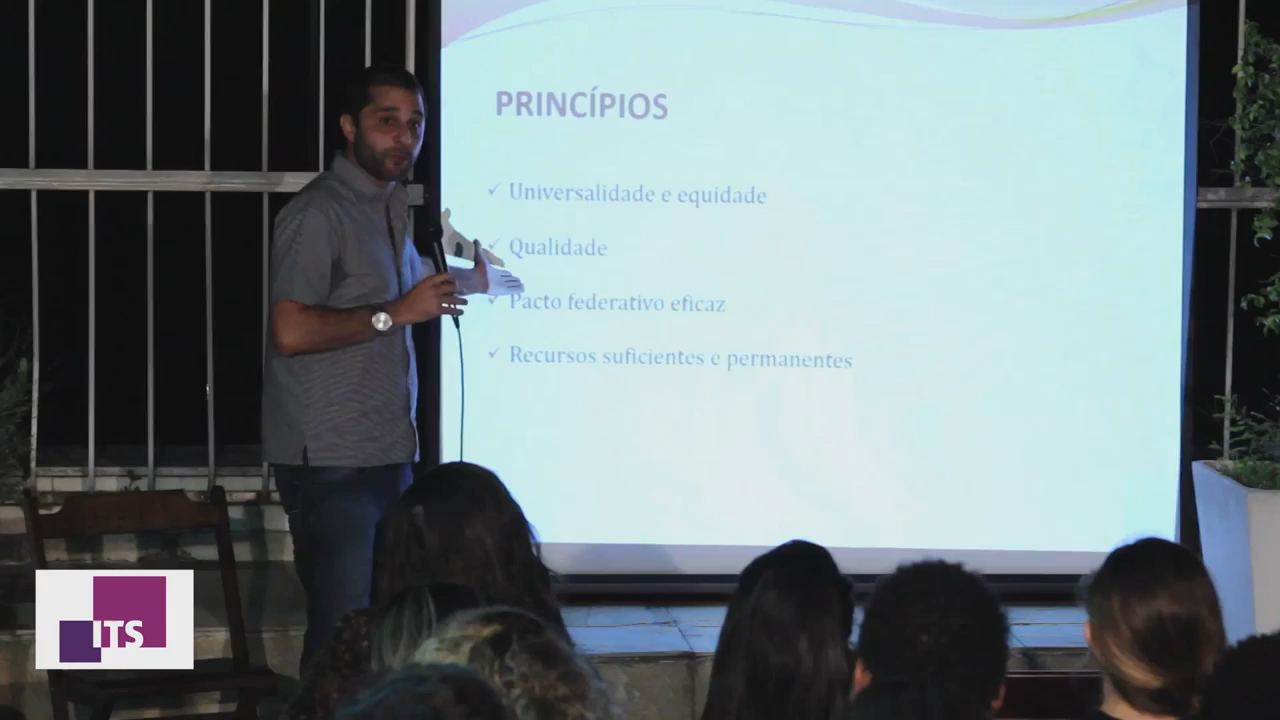 PRINCÍPIOS
✓ Universalidade e equidade
✓ Qualidade
✓ Pacto federativo eficaz
✓ Recursos suficientes e permanentes
ITS